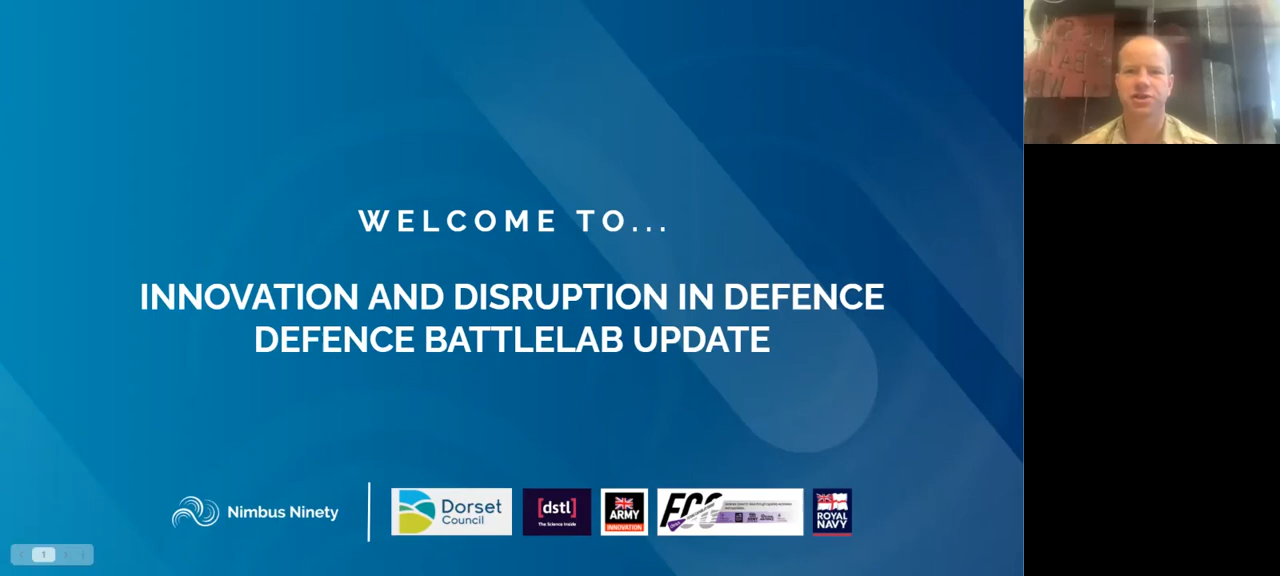 WELCOME TO...
INNOVATION AND DISRUPTION IN DEFENCE
DEFENCE BATTLELAB UPDATE
Nimbus Ninety
Dorset
Council
[dstl]
The Science Inside
ARMY
INNOVATION
ROYAL
NAVY
1